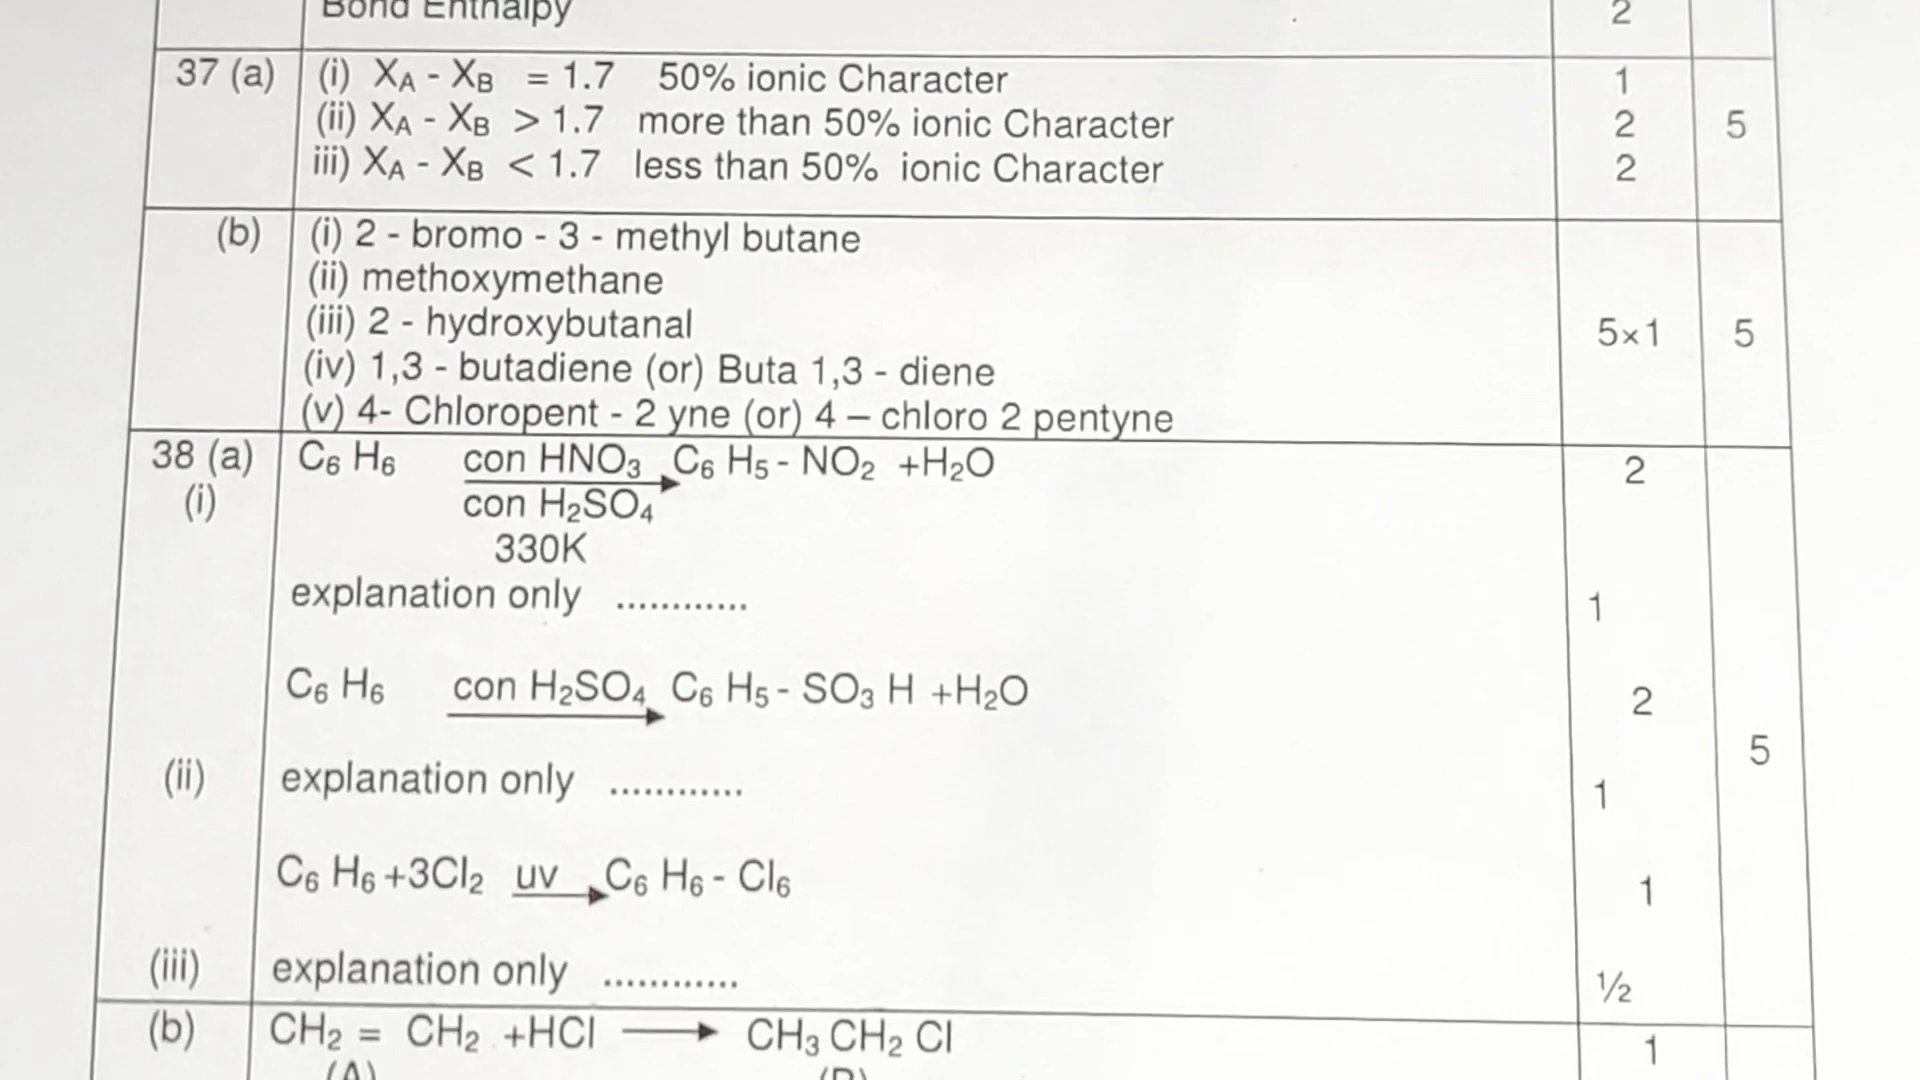 Bond Enthalpy 2
37 (a) (i) XA - XB = 1.7 50% ionic Character 1
(ii) XA - XB > 1.7 more than 50% ionic Character 2 5
iii) XA - XB < 1.7 less than 50% ionic Character 2
(b) (i) 2 - bromo - 3 - methyl butane
(ii) methoxymethane
(iii) 2 - hydroxybutanal 5×1 5
(iv) 1,3 - butadiene (or) Buta 1,3 - diene
(v) 4- Chloropent - 2 yne (or) 4 – chloro 2 pentyne
38 (a) C6 H6 con HNO3 C6 H5 - NO2 +H2O 2
(i) con H2SO4
330K
explanation only ............ 1
C6 H6 con H2SO4 C6 H5 - SO3 H +H2O 2
5
(ii) explanation only ............ 1
C6 H6 +3Cl2 uv C6 H6 - Cl6 1
(iii) explanation only ............ ½
(b) CH2 = CH2 +HCl → CH3 CH2 Cl 1
(A) (B)